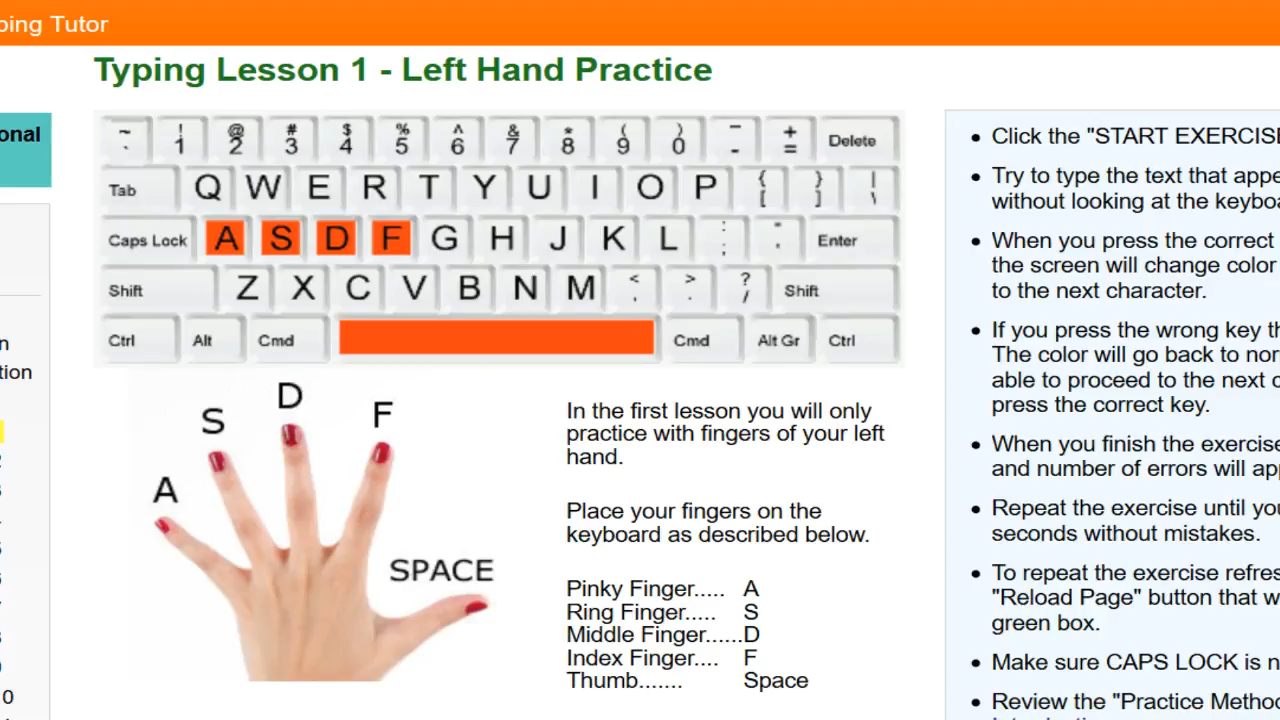 ping Tutor
Typing Lesson 1 - Left Hand Practice
onal
~ ! @ # $ % ^ & * ( ) _ +
` 1 2 3 4 5 6 7 8 9 0 - = Delete
Tab Q W E R T Y U I O P { [ } ] | \
Caps Lock A S D F G H J K L : ; " ' Enter
Shift Z X C V B N M < , > . ? / Shift
Ctrl Alt Cmd Cmd Alt Gr Ctrl
n
tion
0
A
S
D
F
SPACE
In the first lesson you will only
practice with fingers of your left
hand.
Place your fingers on the
keyboard as described below.
Pinky Finger..... A
Ring Finger..... S
Middle Finger......D
Index Finger.... F
Thumb....... Space
• Click the "START EXERCISE
• Try to type the text that appe
without looking at the keyboa
• When you press the correct
the screen will change color
to the next character.
• If you press the wrong key th
The color will go back to nor
able to proceed to the next c
press the correct key.
• When you finish the exercise
and number of errors will app
• Repeat the exercise until you
seconds without mistakes.
• To repeat the exercise refres
"Reload Page" button that w
green box.
• Make sure CAPS LOCK is n
• Review the "Practice Metho